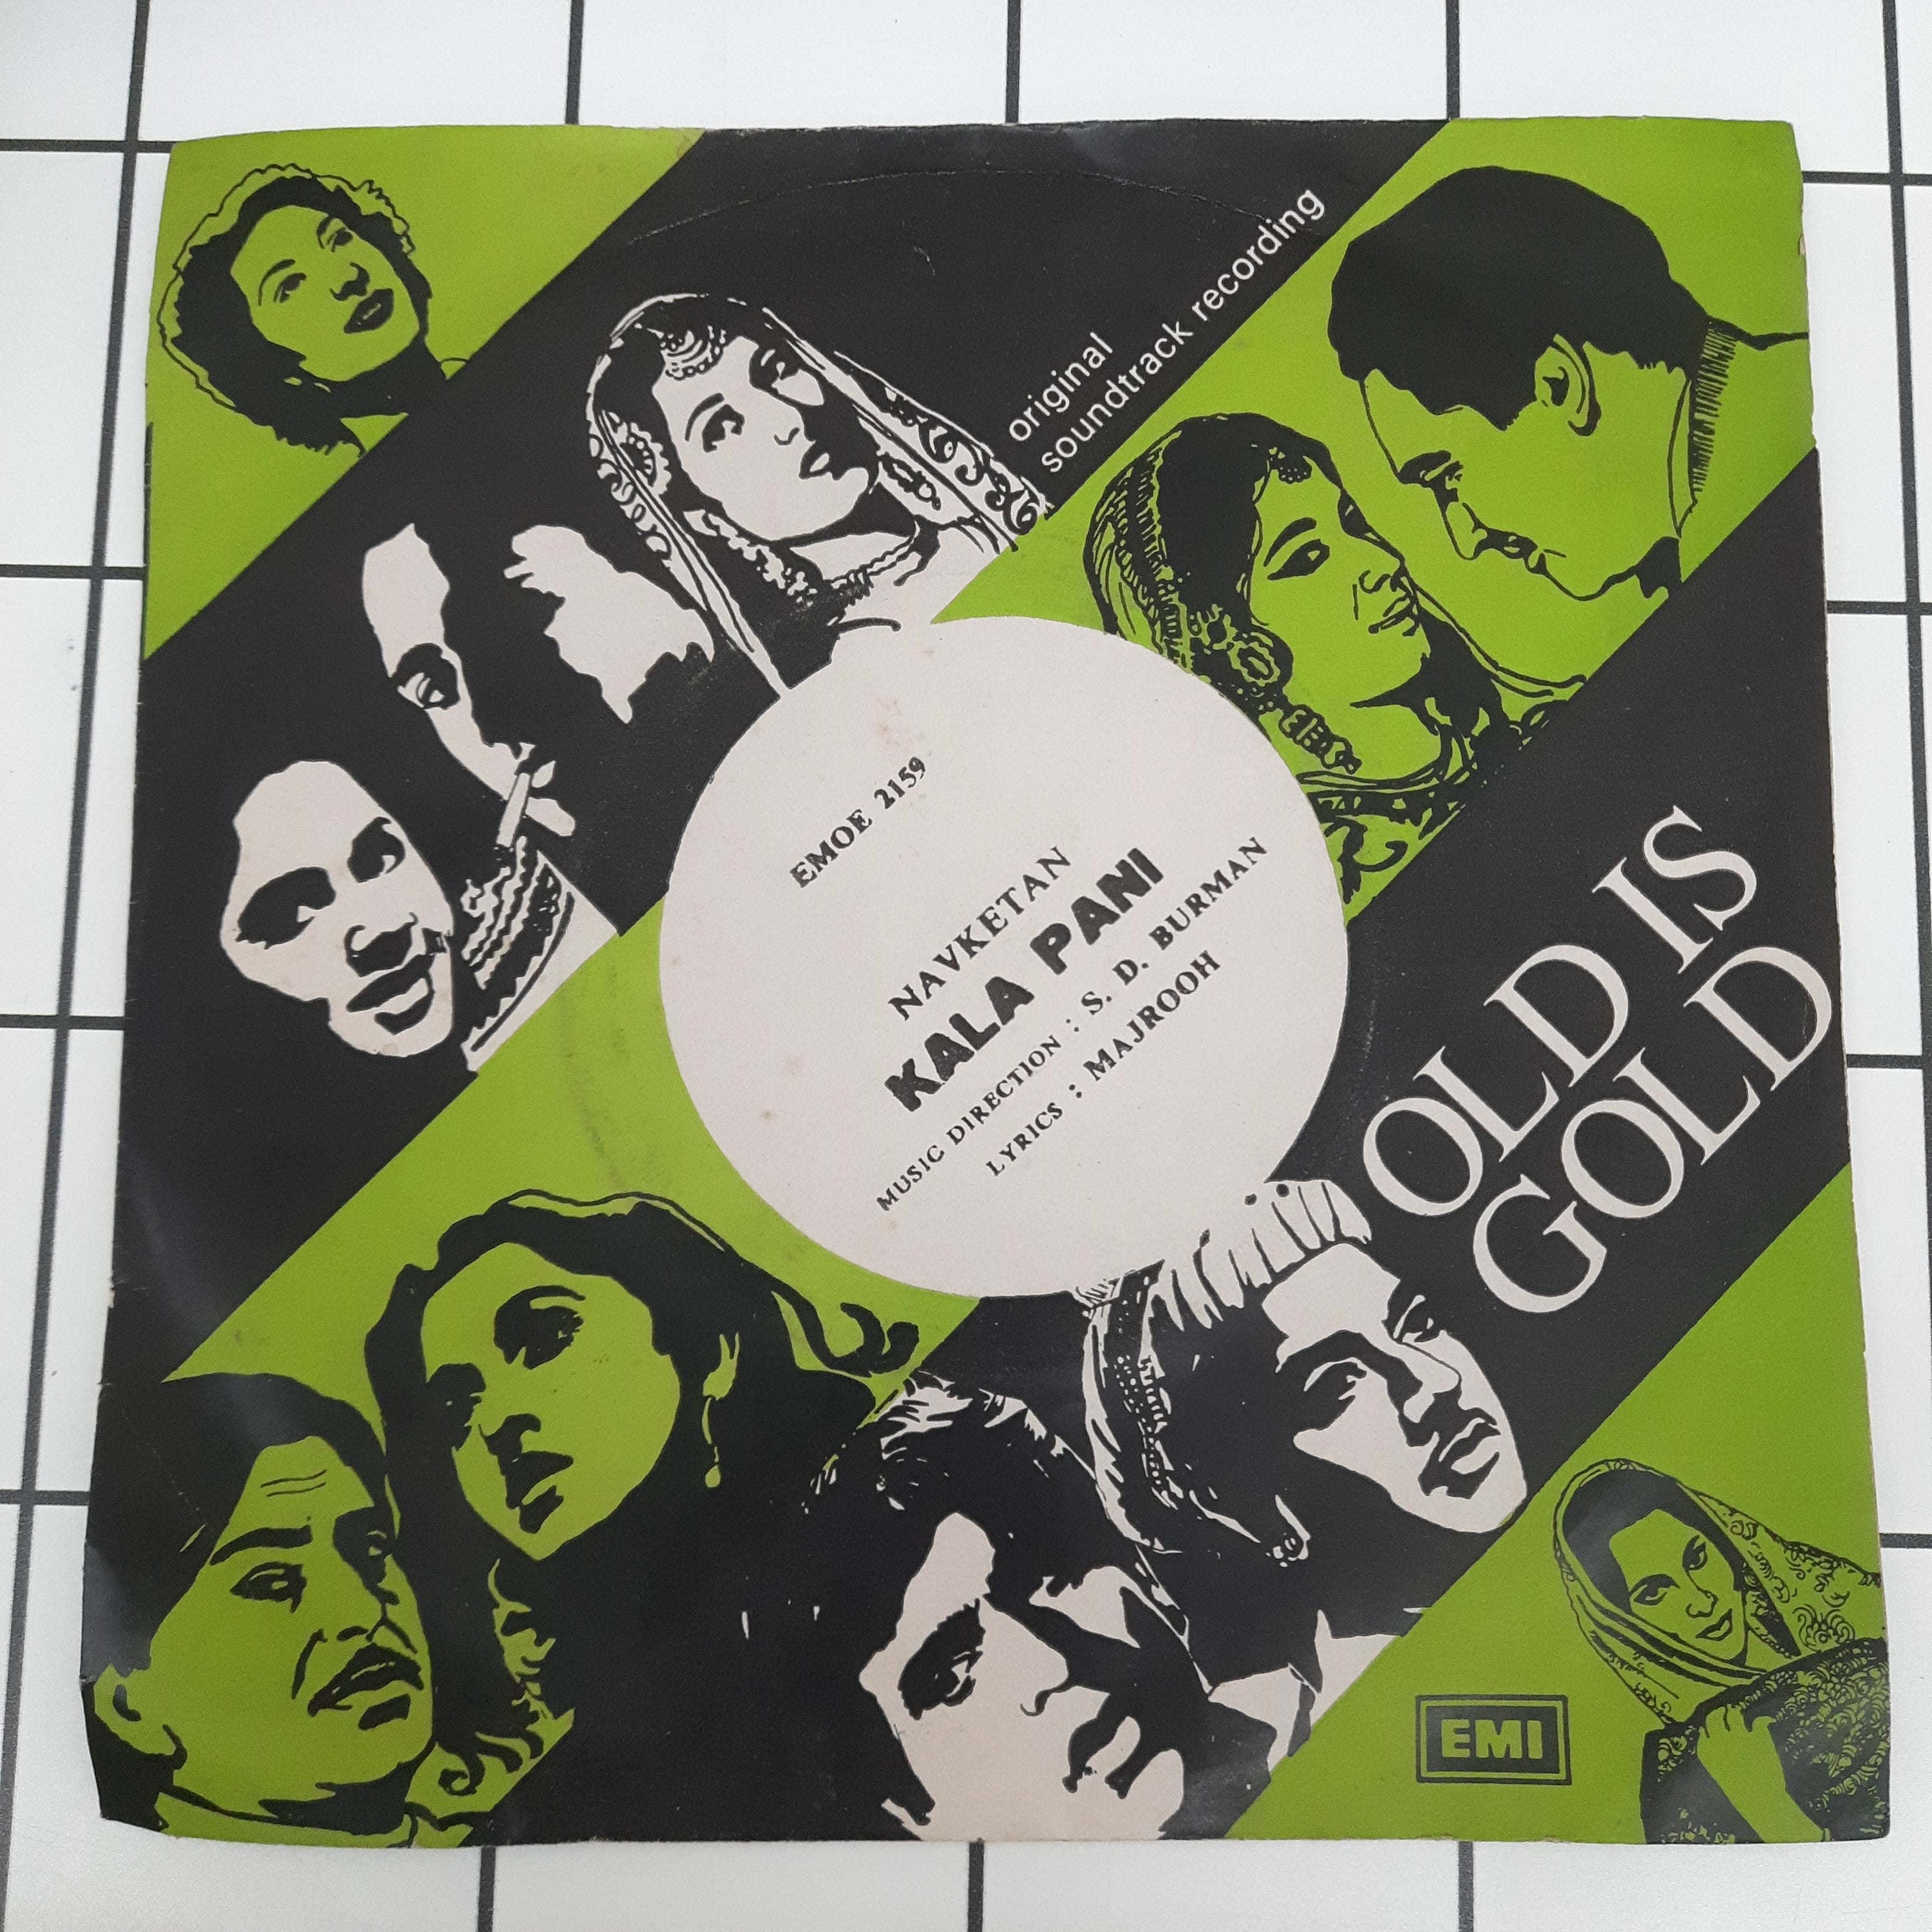 original
soundtrack recording
EMOE 2159
NAVKETAN
KALA PANI
MUSIC DIRECTION : S. D. BURMAN
LYRICS : MAJROOH
OLD IS
GOLD
EMI